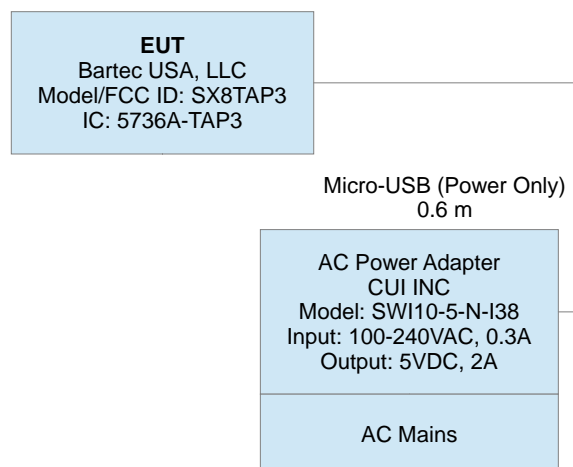 EUT
Bartec USA, LLC
Model/FCC ID: SX8TAP3
IC: 5736A-TAP3
Micro-USB (Power Only)
0.6 m
AC Power Adapter
CUI INC
Model: SWI10-5-N-I38
Input: 100-240VAC, 0.3A
Output: 5VDC, 2A
AC Mains